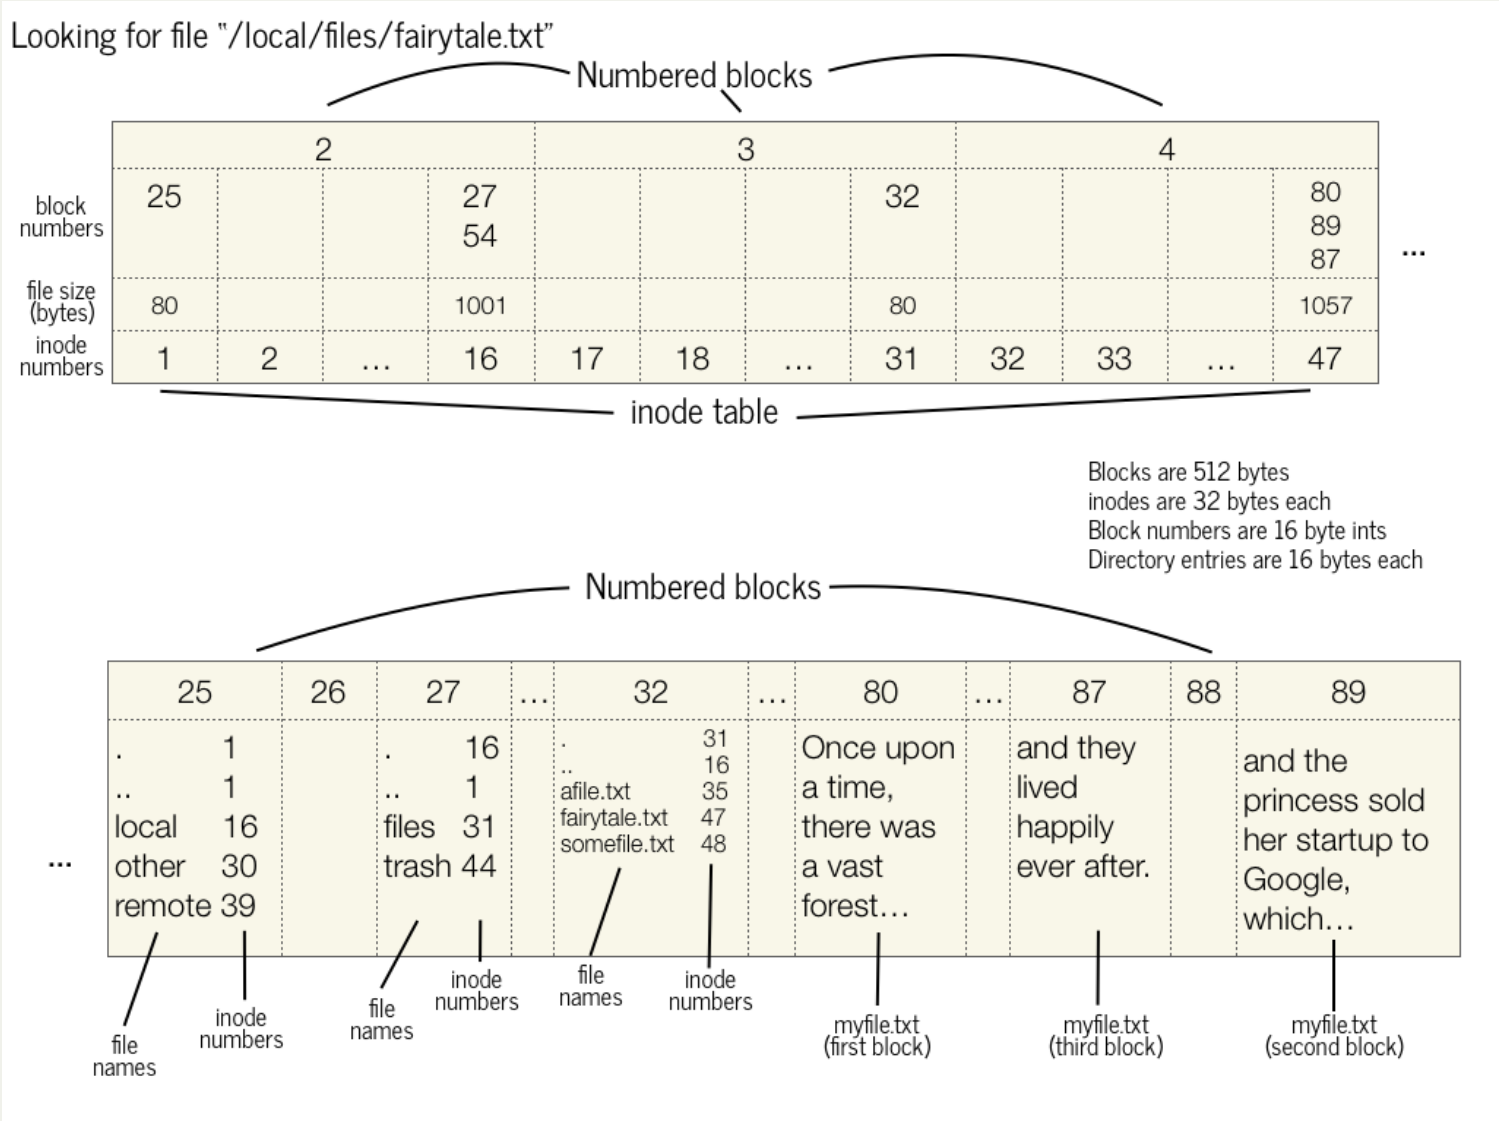 Looking for file “/local/files/fairytale.txt”
Numbered blocks
2 3 4
block numbers
25 27 32 80
54 89
87
...
file size (bytes)
80 1001 80 1057
inode numbers
1 2 ... 16 17 18 ... 31 32 33 ... 47
inode table
Blocks are 512 bytes
inodes are 32 bytes each
Block numbers are 16 byte ints
Directory entries are 16 bytes each
Numbered blocks
25 26 27 ... 32 ... 80 ... 87 88 89
...
. 1
.. 1
local 16
other 30
remote 39
. 16
.. 1
files 31
trash 44
. 31
.. 16
afile.txt 35
fairytale.txt 47
somefile.txt 48
Once upon
a time,
there was
a vast
forest...
and they
lived
happily
ever after.
and the
princess sold
her startup to
Google,
which...
file
names
inode
numbers
file
names
inode
numbers
file
names
inode
numbers
myfile.txt
(first block)
myfile.txt
(third block)
myfile.txt
(second block)